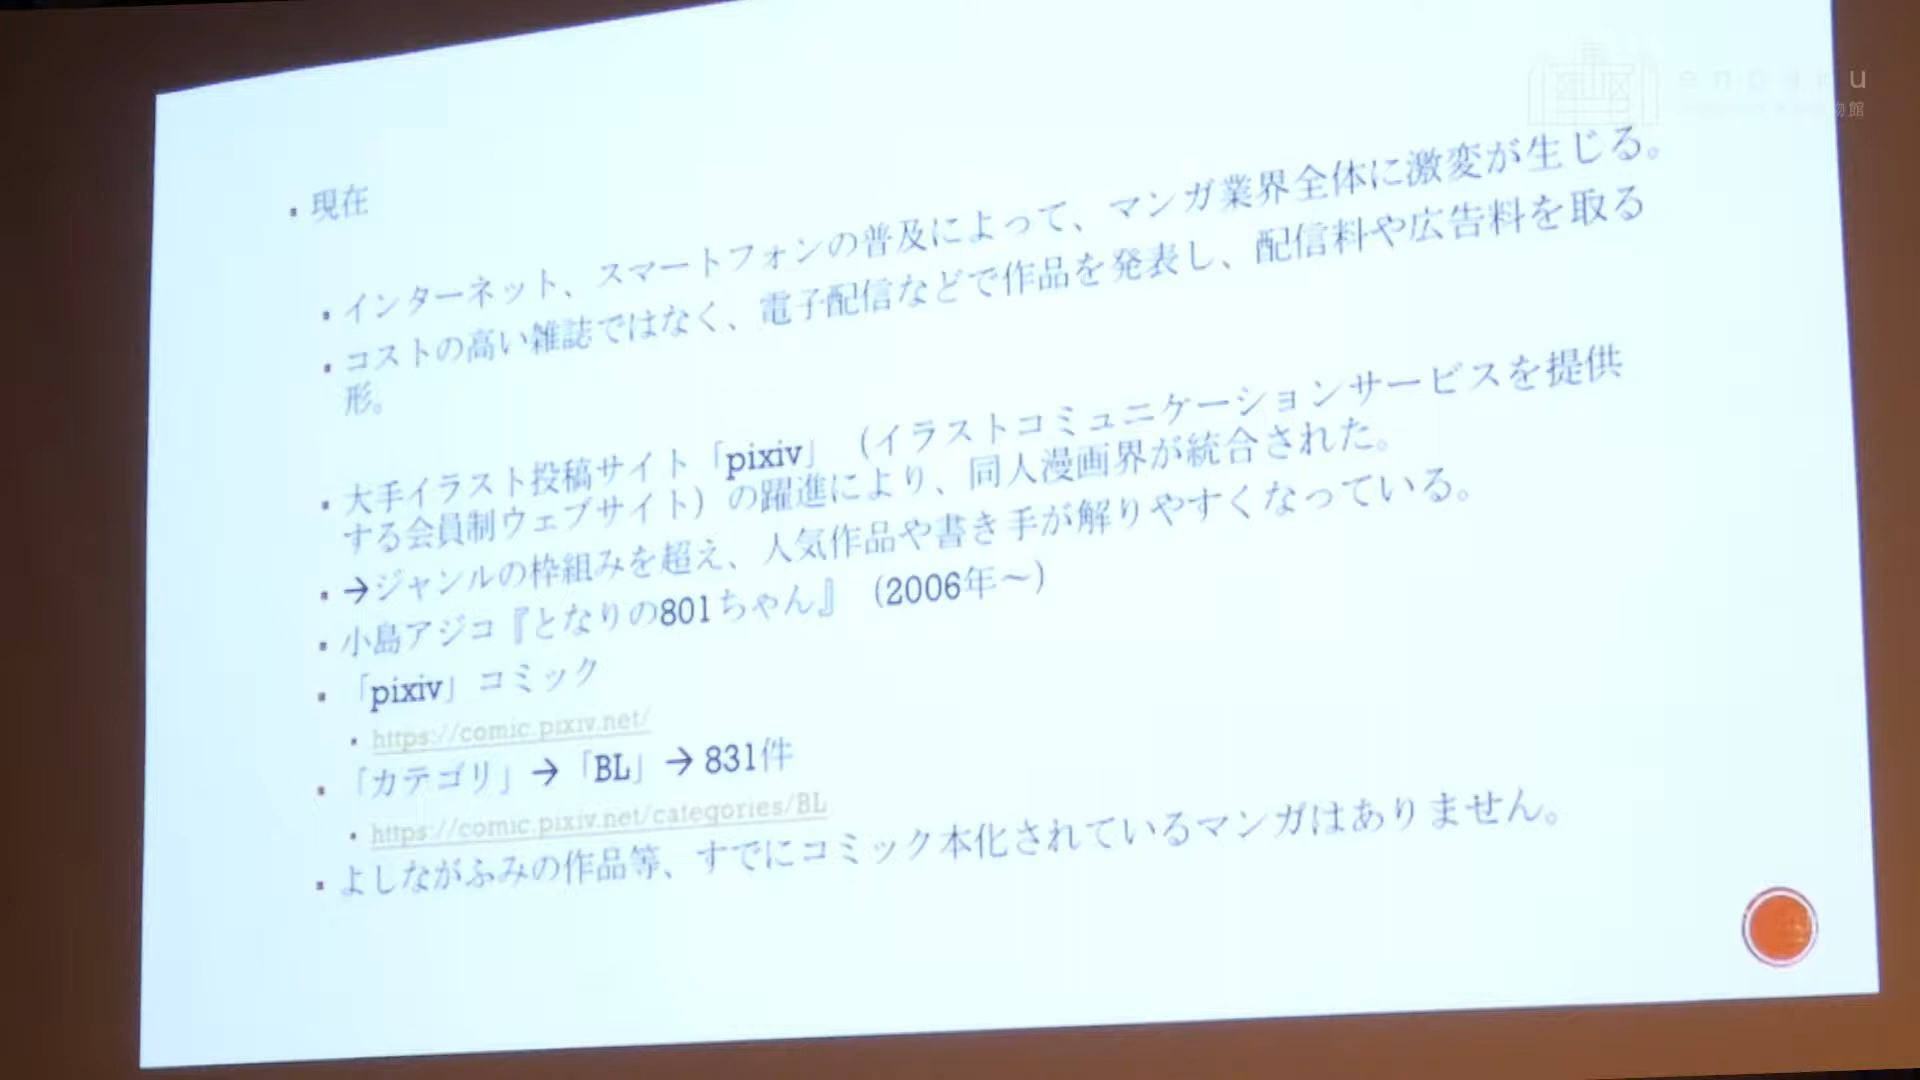 enpaku
物館
・現在
・インターネット、スマートフォンの普及によって、マンガ業界全体に激変が生じる。
・コストの高い雑誌ではなく、電子配信などで作品を発表し、配信料や広告料を取る
形。
・大手イラスト投稿サイト「pixiv」（イラストコミュニケーションサービスを提供
する会員制ウェブサイト）の躍進により、同人漫画界が統合された。
・→ジャンルの枠組みを超え、人気作品や書き手が解りやすくなっている。
・小島アジコ『となりの801ちゃん』（2006年～）
・「pixiv」コミック
・https://comic.pixiv.net/
・「カテゴリ」→「BL」→831件
・https://comic.pixiv.net/categories/BL
・よしながふみの作品等、すでにコミック本化されているマンガはありません。